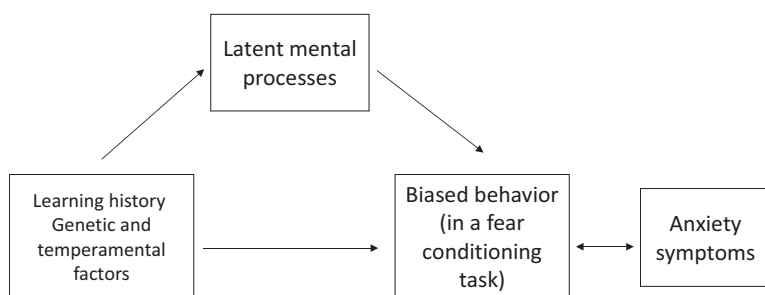 Latent mental
processes
Learning history
Genetic and
temperamental
factors
Biased behavior
(in a fear
conditioning
task)
Anxiety
symptoms